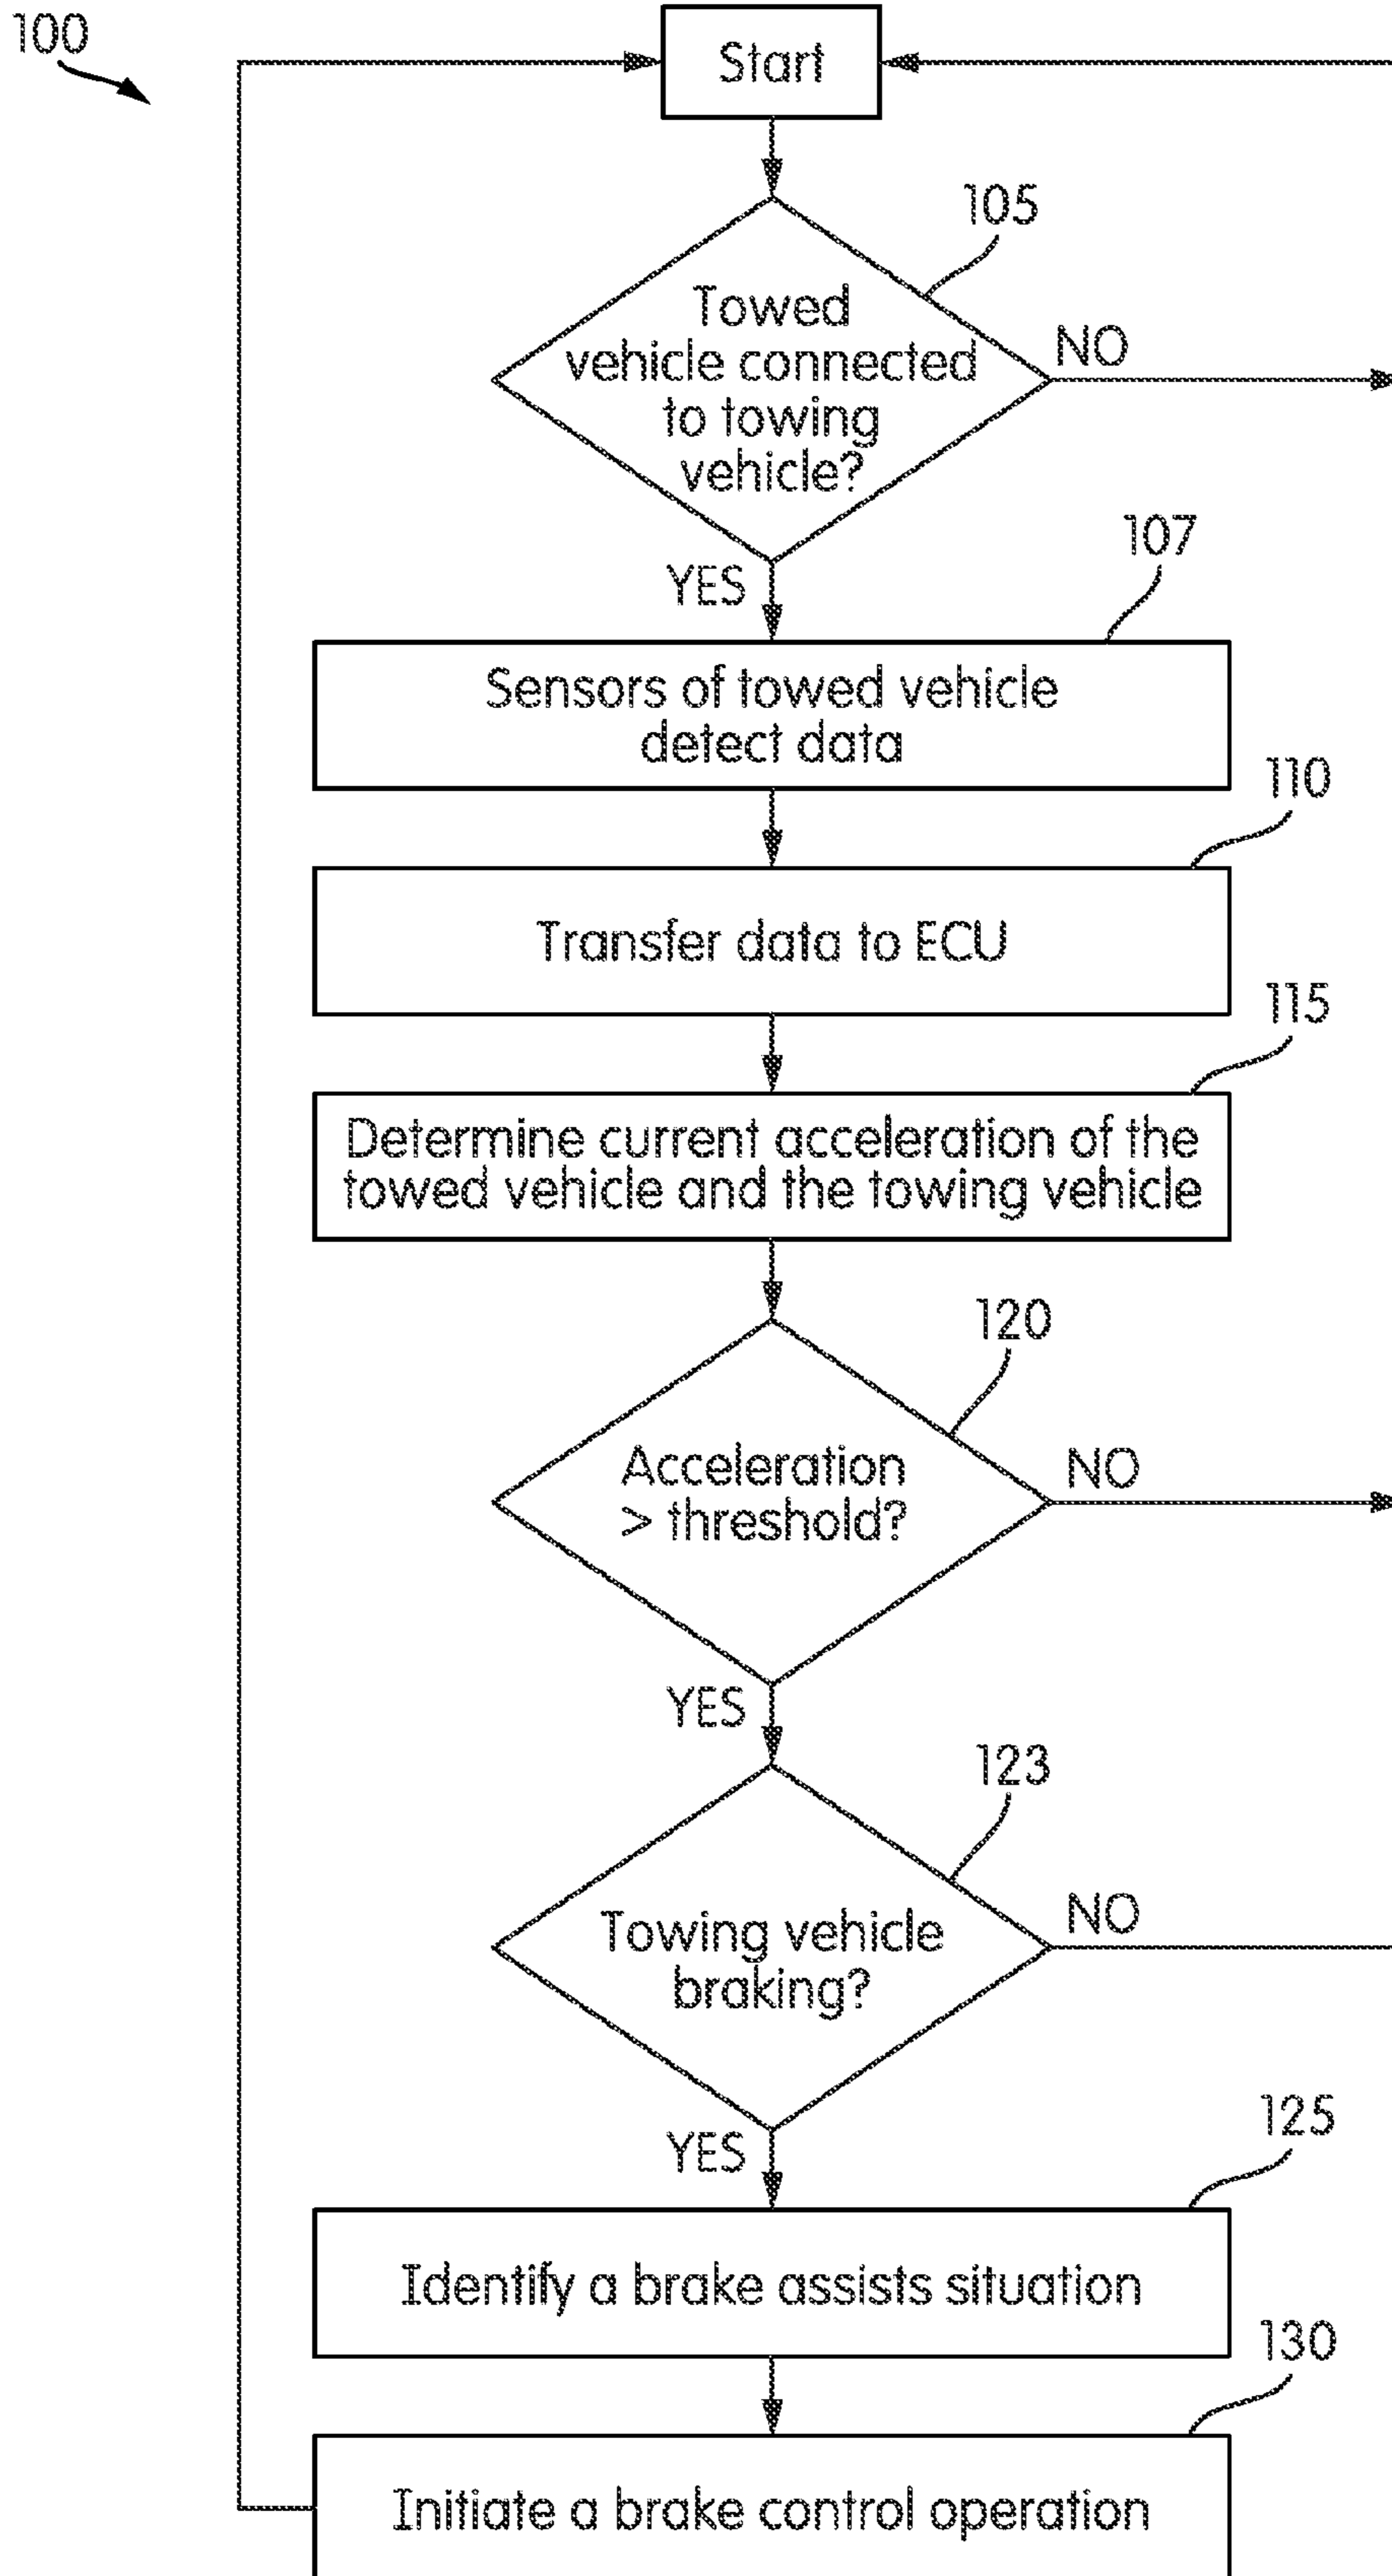 100
Start
105
Towed
vehicle connected
to towing
vehicle?
NO
YES
107
Sensors of towed vehicle
detect data
110
Transfer data to ECU
115
Determine current acceleration of the
towed vehicle and the towing vehicle
120
Acceleration
> threshold?
NO
YES
123
Towing vehicle
braking?
NO
YES
125
Identify a brake assists situation
130
Initiate a brake control operation